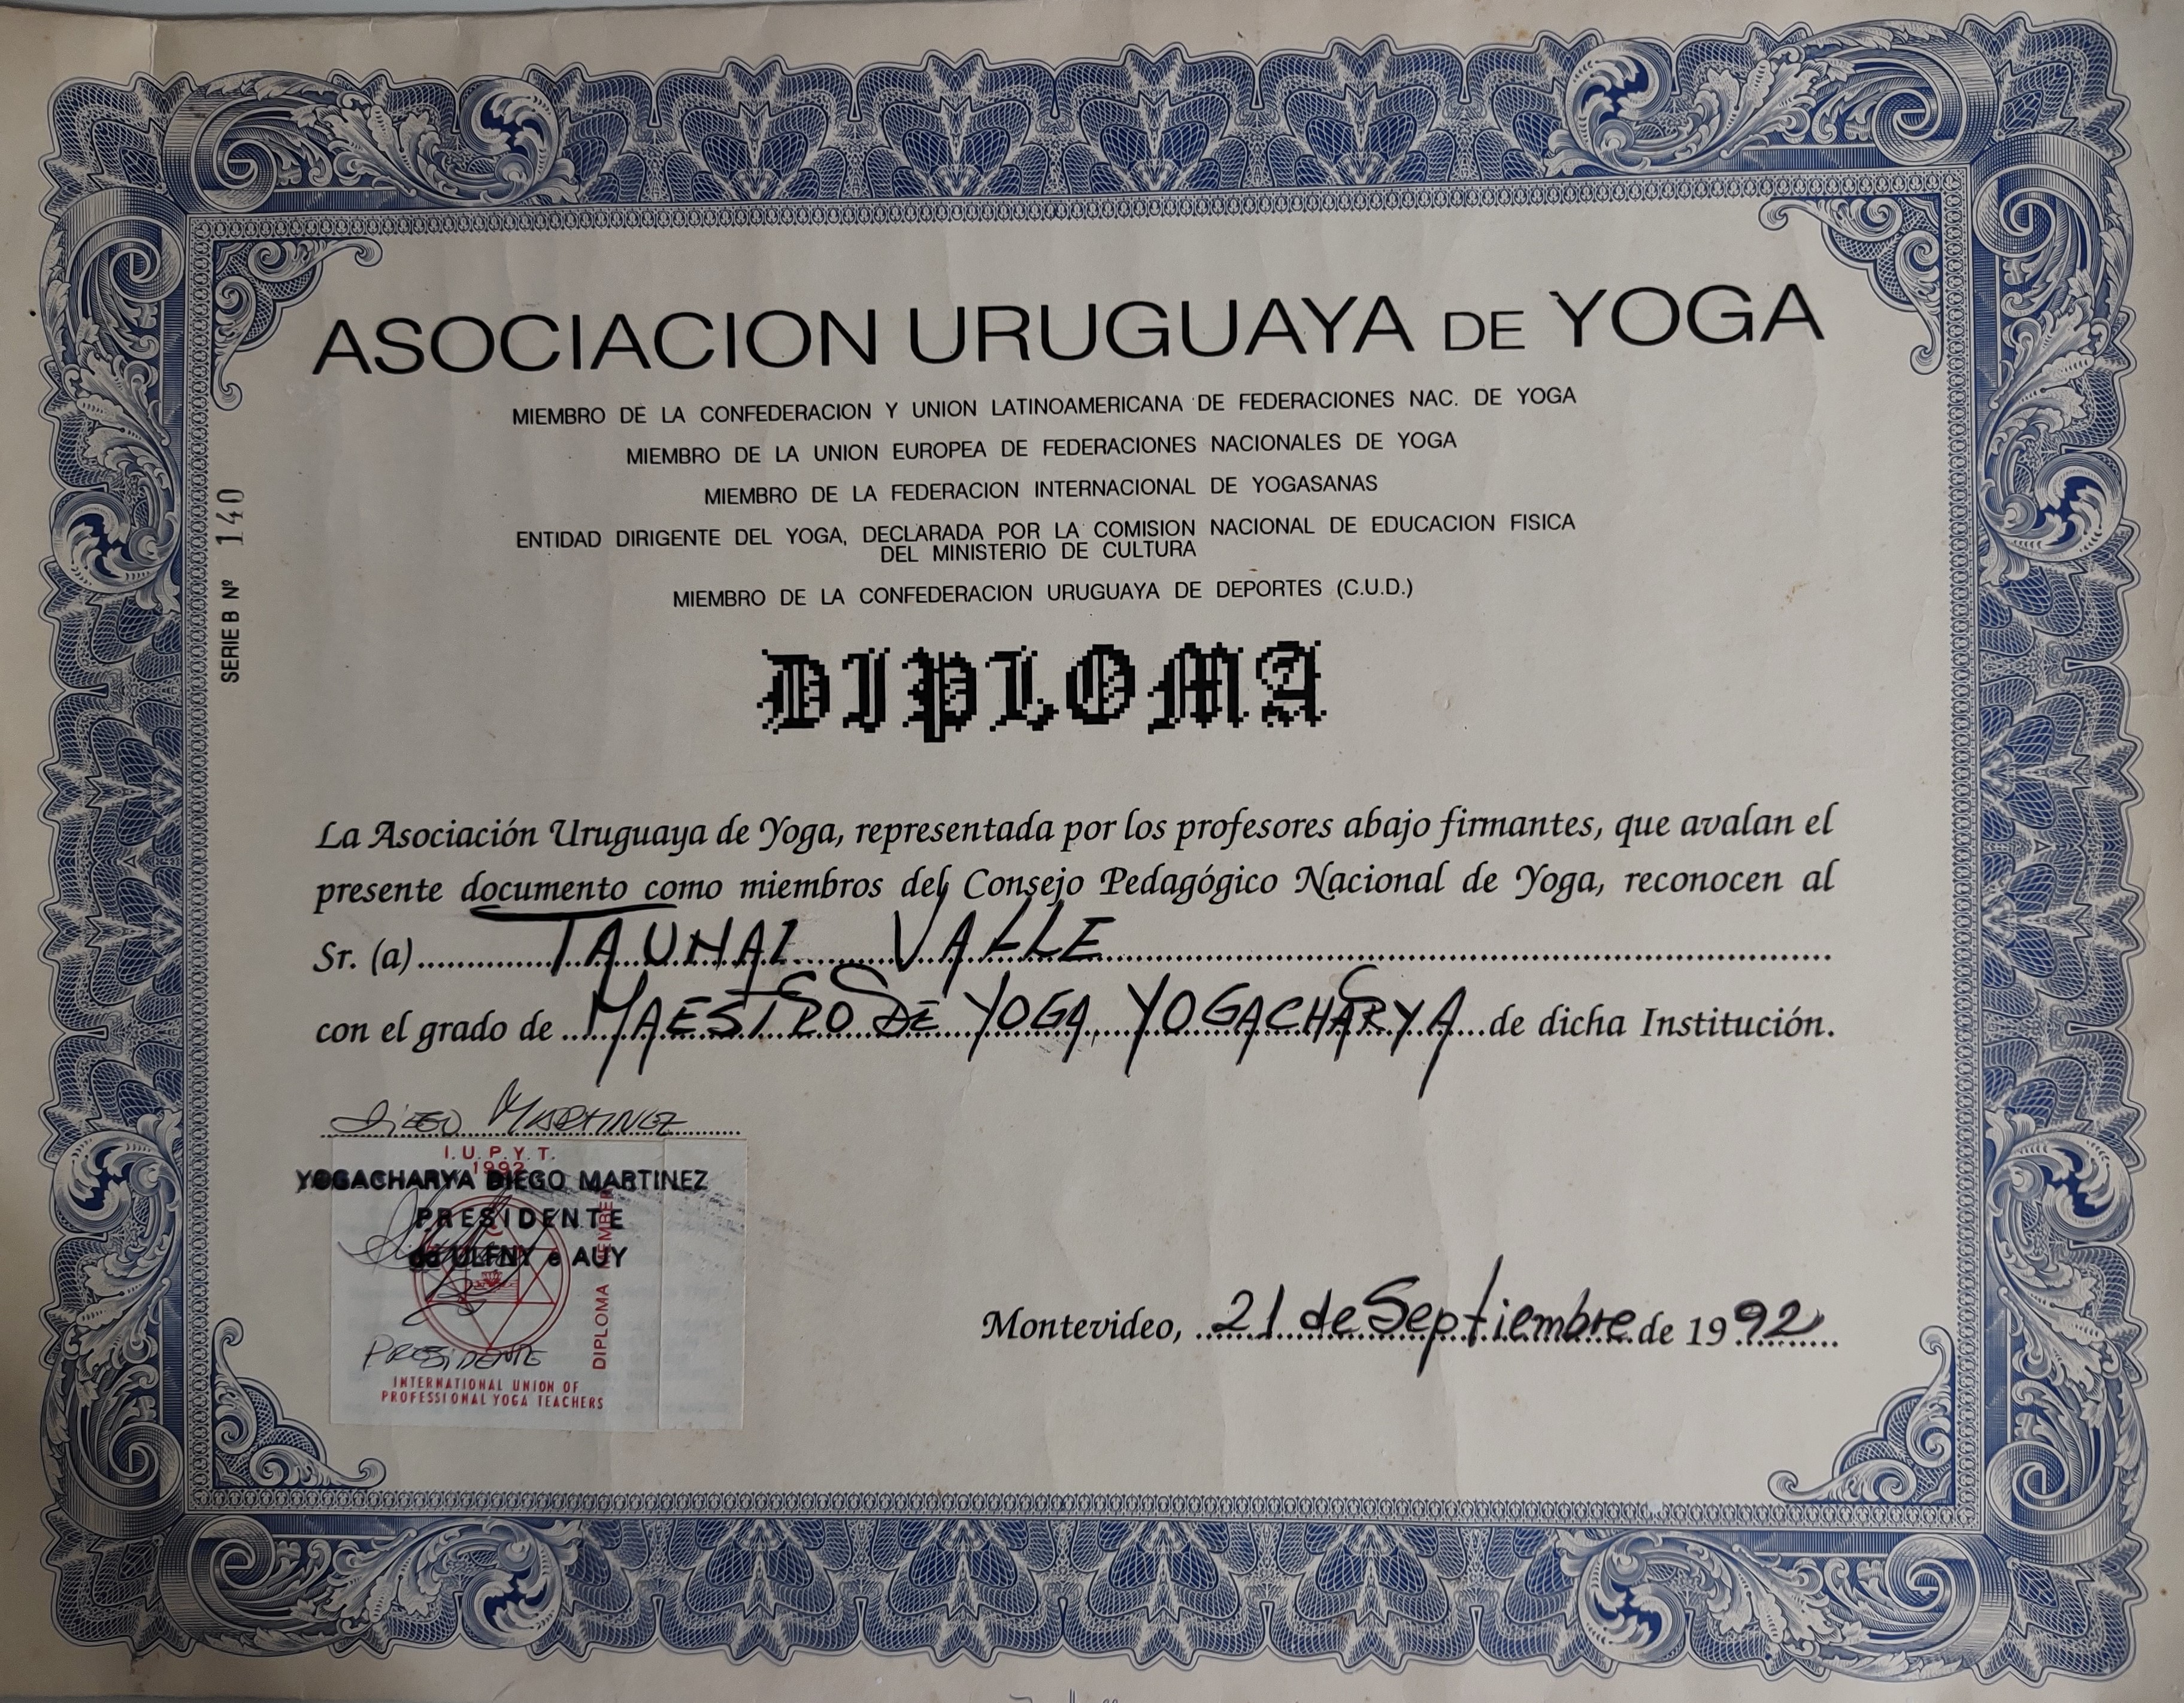 ASOCIACION URUGUAYA DE YOGA
MIEMBRO DE LA CONFEDERACION Y UNION LATINOAMERICANA DE FEDERACIONES NAC. DE YOGA
MIEMBRO DE LA UNION EUROPEA DE FEDERACIONES NACIONALES DE YOGA
MIEMBRO DE LA FEDERACION INTERNACIONAL DE YOGASANAS
ENTIDAD DIRIGENTE DEL YOGA, DECLARADA POR LA COMISION NACIONAL DE EDUCACION FISICA
DEL MINISTERIO DE CULTURA
MIEMBRO DE LA CONFEDERACION URUGUAYA DE DEPORTES (C.U.D.)
SERIE B Nº 140
DIPLOMA
La Asociación Uruguaya de Yoga, representada por los profesores abajo firmantes, que avalan el
presente documento como miembros del Consejo Pedagógico Nacional de Yoga, reconocen al
Sr. (a) TAUNAI VALLE
con el grado de MAESTRO DE YOGA, YOGACHARYA de dicha Institución.
DIEGO MARTINEZ
I.U.P.Y.T.
1992
YOGACHARYA DIEGO MARTINEZ
PRESIDENTE
da ULFNY e AUY
DIPLOMA MEMBER
PRESIDENTE
INTERNATIONAL UNION OF
PROFESSIONAL YOGA TEACHERS
Montevideo, 21 de Septiembre de 1992